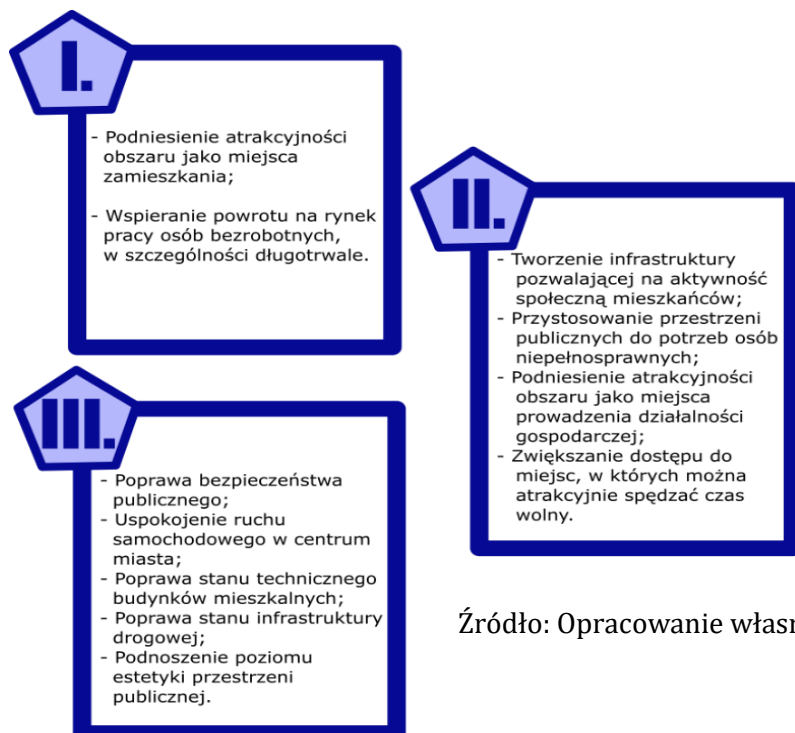 I.
- Podniesienie atrakcyjności
obszaru jako miejsca
zamieszkania;
- Wspieranie powrotu na rynek
pracy osób bezrobotnych,
w szczególności długotrwale.
II.
- Tworzenie infrastruktury
pozwalającej na aktywność
społeczną mieszkańców;
- Przystosowanie przestrzeni
publicznych do potrzeb osób
niepełnosprawnych;
- Podniesienie atrakcyjności
obszaru jako miejsca
prowadzenia działalności
gospodarczej;
- Zwiększanie dostępu do
miejsc, w których można
atrakcyjnie spędzać czas
wolny.
III.
- Poprawa bezpieczeństwa
publicznego;
- Uspokojenie ruchu
samochodowego w centrum
miasta;
- Poprawa stanu technicznego
budynków mieszkalnych;
- Poprawa stanu infrastruktury
drogowej;
- Podnoszenie poziomu
estetyki przestrzeni
publicznej.
Źródło: Opracowanie